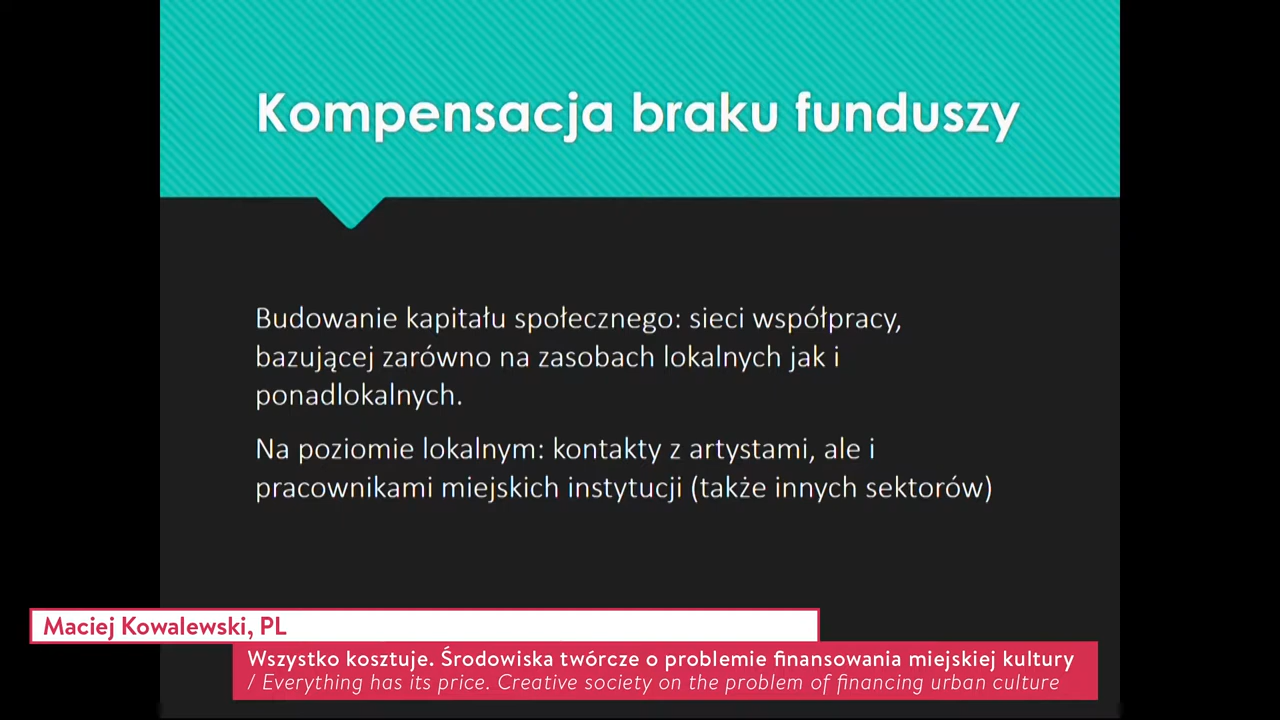 Kompensacja braku funduszy
Budowanie kapitału społecznego: sieci współpracy,
bazującej zarówno na zasobach lokalnych jak i
ponadlokalnych.
Na poziomie lokalnym: kontakty z artystami, ale i
pracownikami miejskich instytucji (także innych sektorów)
Maciej Kowalewski, PL
Wszystko kosztuje. Środowiska twórcze o problemie finansowania miejskiej kultury
/ Everything has its price. Creative society on the problem of financing urban culture